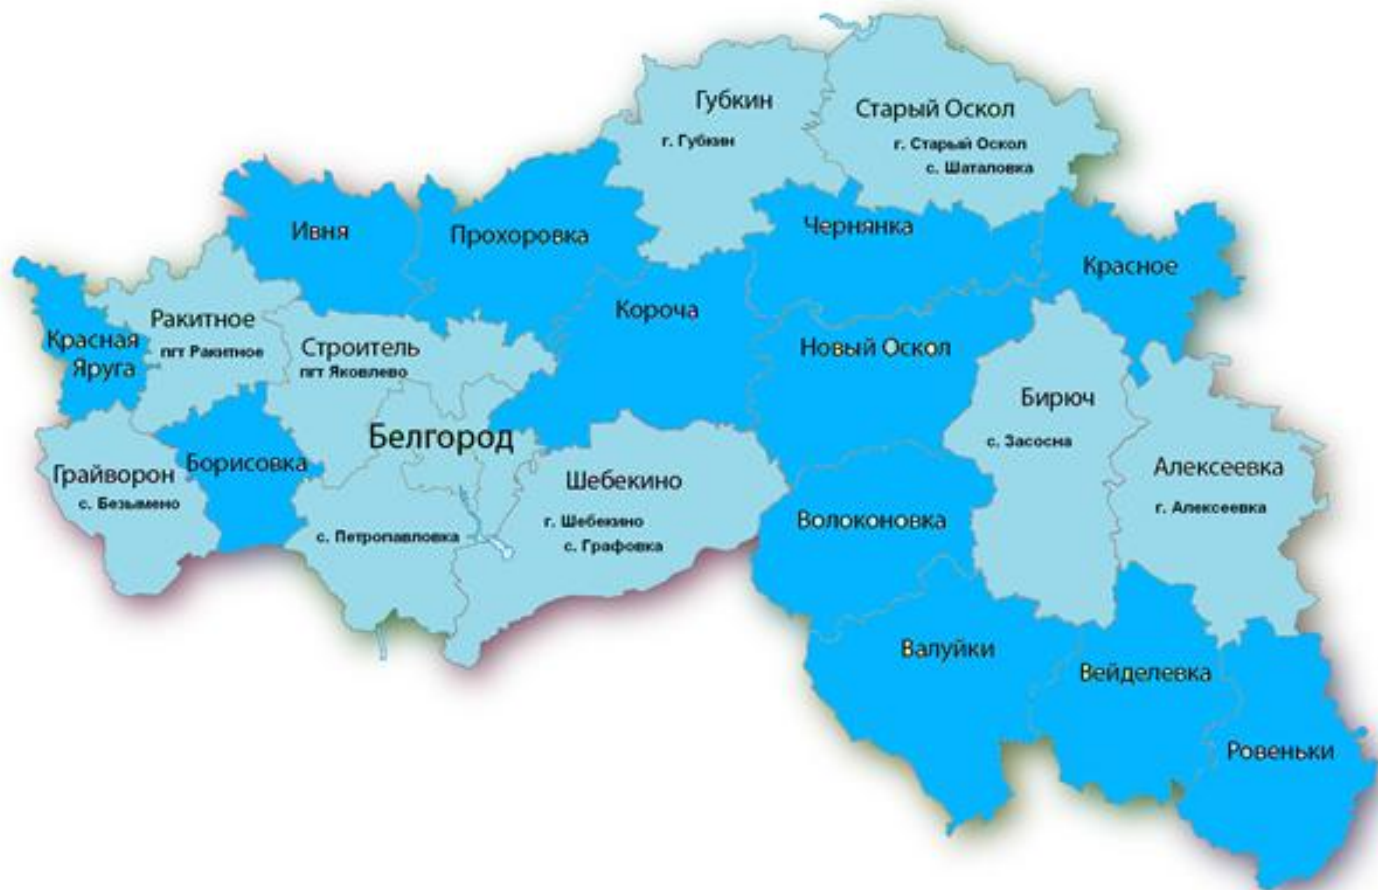 Губкин
г. Губкин
Старый Оскол
г. Старый Оскол
с. Шаталовка
Ивня
Прохоровка
Чернянка
Красное
Красная
Яруга
Ракитное
пгт Ракитное
Строитель
пгт Яковлево
Короча
Новый Оскол
Бирюч
с. Засосна
Белгород
Грайворон
с. Безымено
Борисовка
с. Петропавловка
Шебекино
г. Шебекино
с. Графовка
Волоконовка
Алексеевка
г. Алексеевка
Валуйки
Вейделевка
Ровеньки